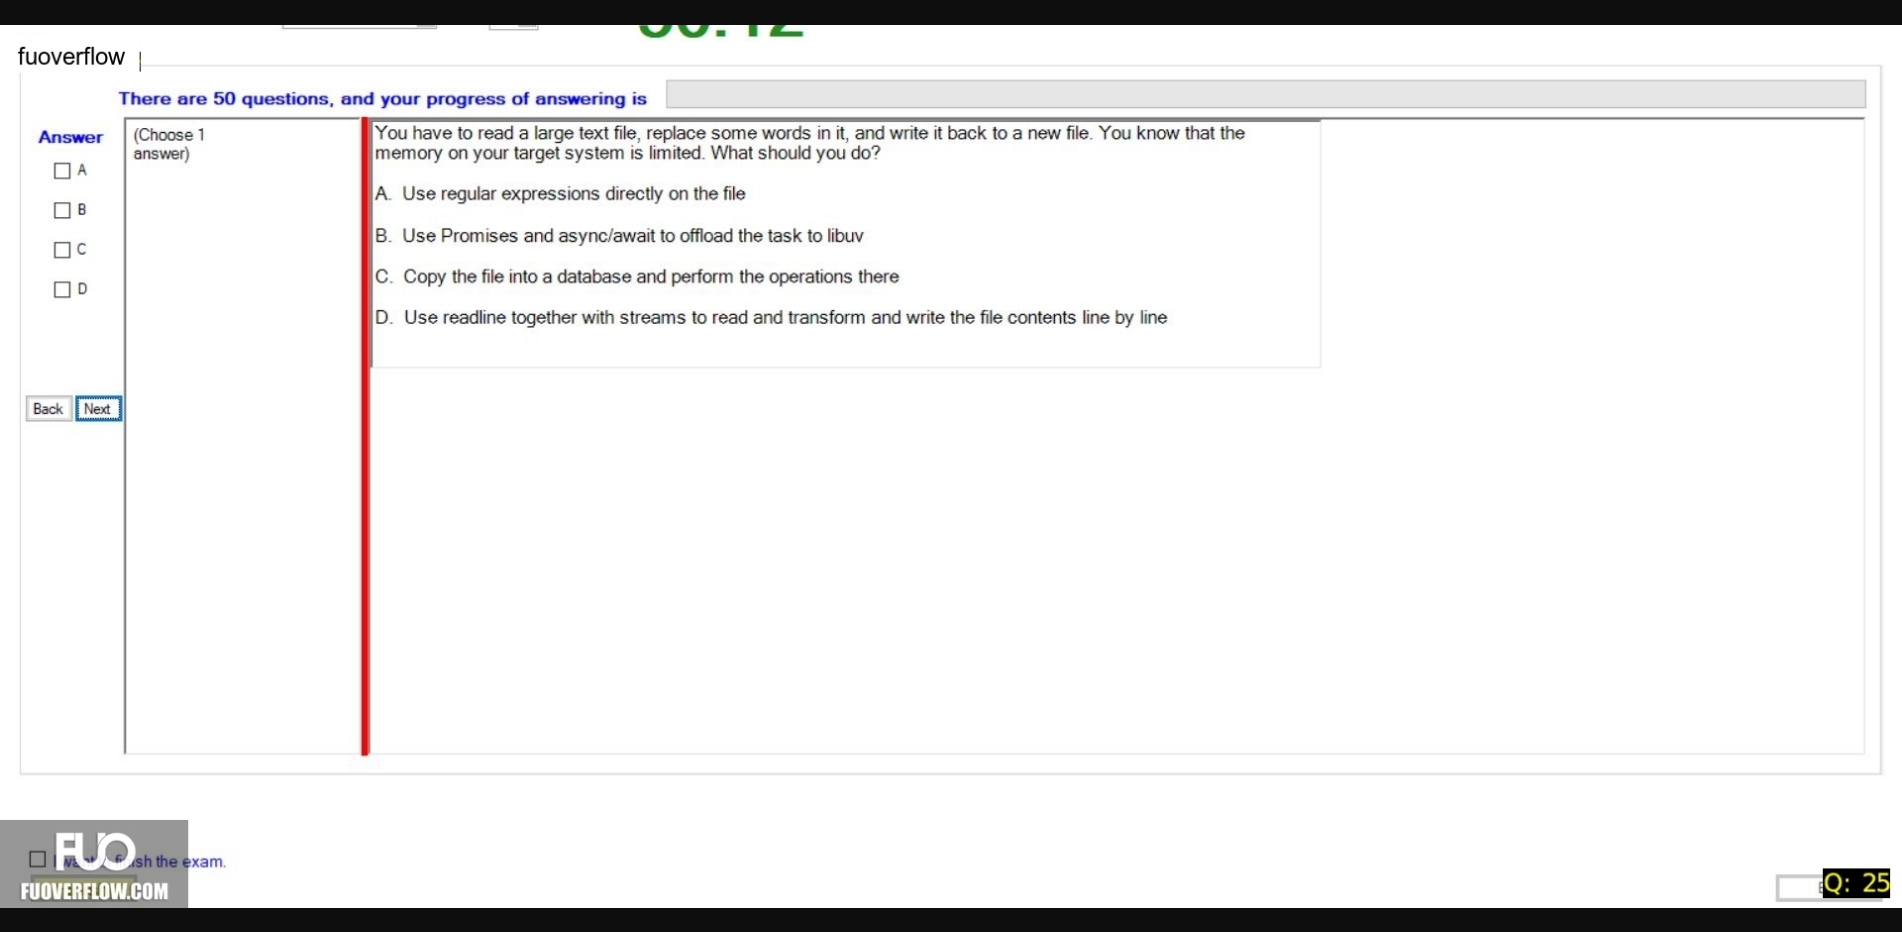 fuoverflow
There are 50 questions, and your progress of answering is
Answer
(Choose 1
answer)
A
B
C
D
Back
Next
You have to read a large text file, replace some words in it, and write it back to a new file. You know that the
memory on your target system is limited. What should you do?
A. Use regular expressions directly on the file
B. Use Promises and async/await to offload the task to libuv
C. Copy the file into a database and perform the operations there
D. Use readline together with streams to read and transform and write the file contents line by line
FUO
the exam.
FUOVERFLOW.COM
Q: 25